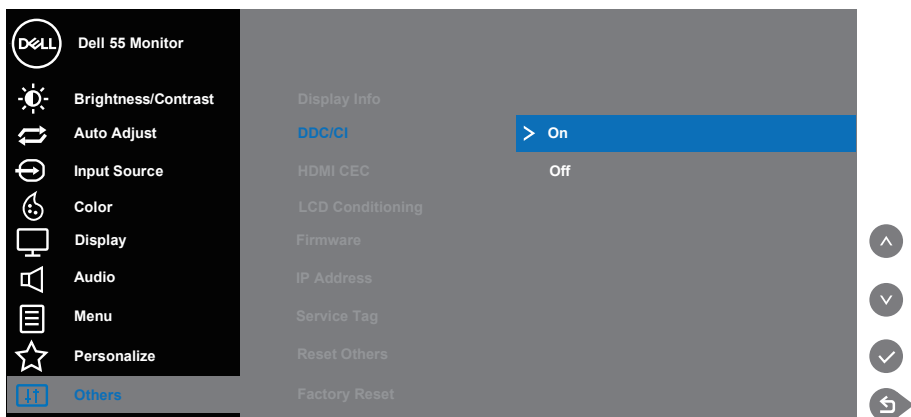 DELL
Dell 55 Monitor
Brightness/Contrast
Auto Adjust
Input Source
Color
Display
Audio
Menu
Personalize
Others
Display Info
DDC/CI
HDMI CEC
LCD Conditioning
Firmware
IP Address
Service Tag
Reset Others
Factory Reset
> On
Off